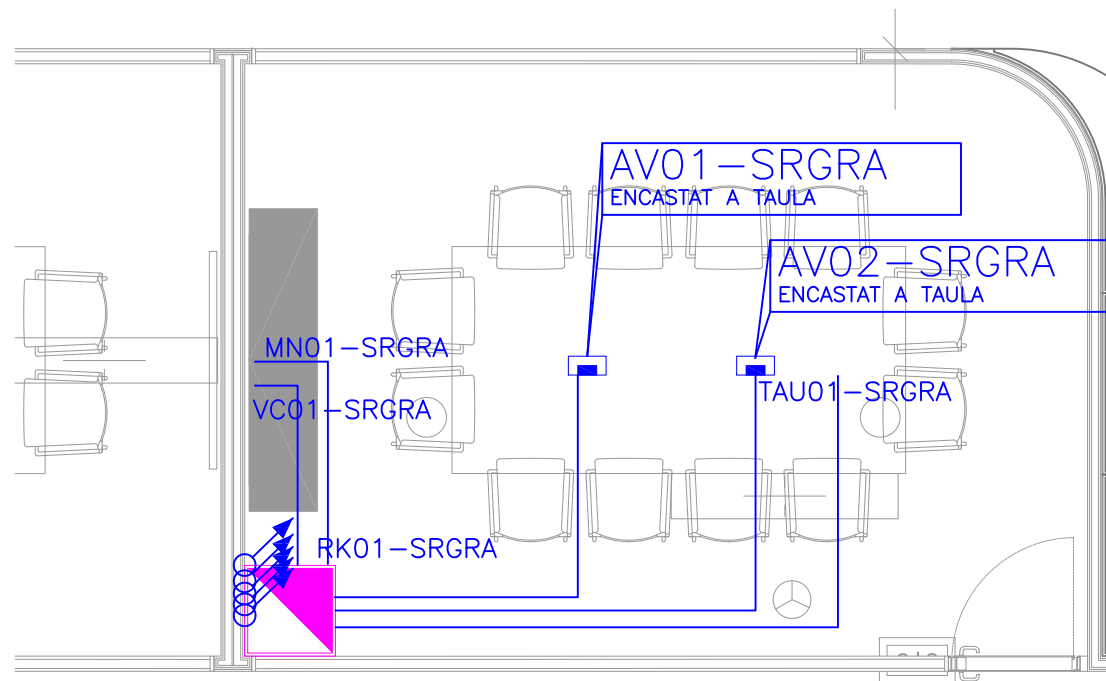 AV01-SRGRA
ENCASTAT A TAULA
AV02-SRGRA
ENCASTAT A TAULA
MN01-SRGRA
TAU01-SRGRA
VC01-SRGRA
RK01-SRGRA